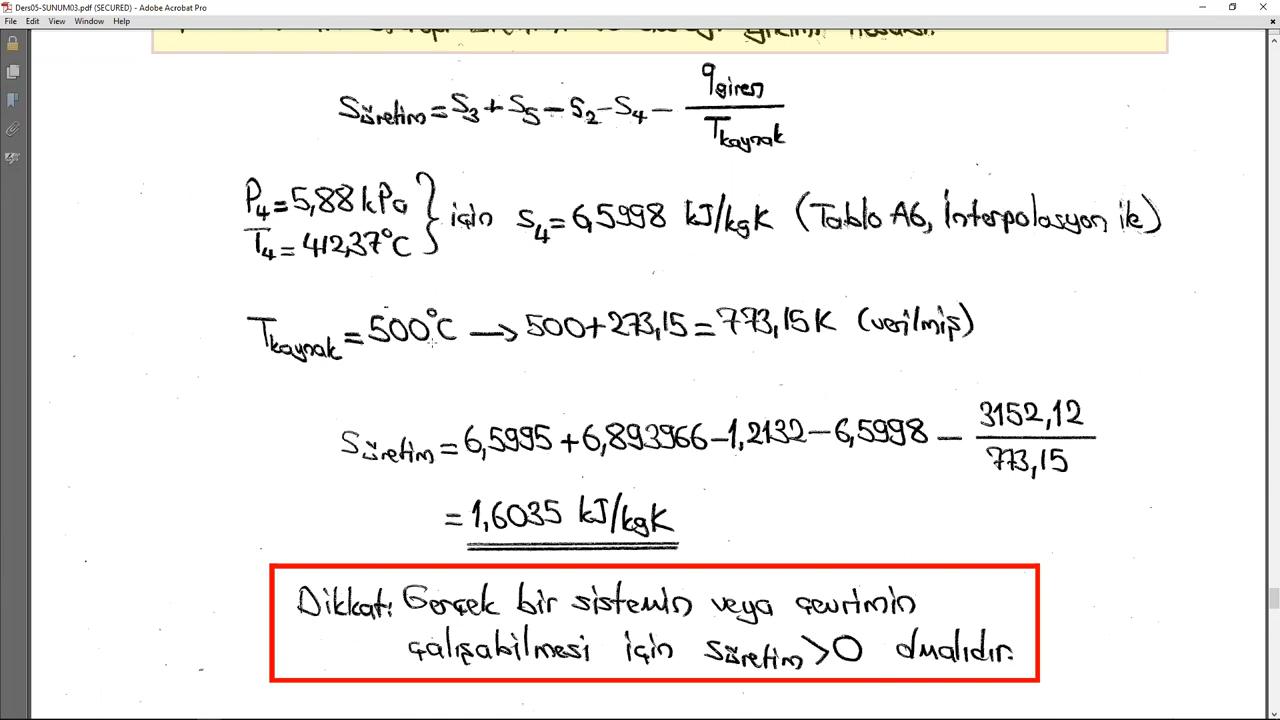 Ders05-SUNUM03.pdf (SECURED) - Adobe Acrobat Pro
File Edit View Window Help
Süretim = S3 + S5 - S2 - S4 - qgiren / Tkaynak
P4 = 5,88 kPa
T4 = 412,37°C } için s4 = 6,5998 kJ/kgK (Tablo A6, İnterpolasyon ile)
Tkaynak = 500°C → 500+273,15 = 773,15 K (verilmiş)
Süretim = 6,5995 + 6,893966 - 1,2132 - 6,5998 - 3152,12 / 773,15
= 1,6035 kJ/kgK
Dikkat: Gerçek bir sistemin veya çevrimin
çalışabilmesi için Süretim > 0 olmalıdır.